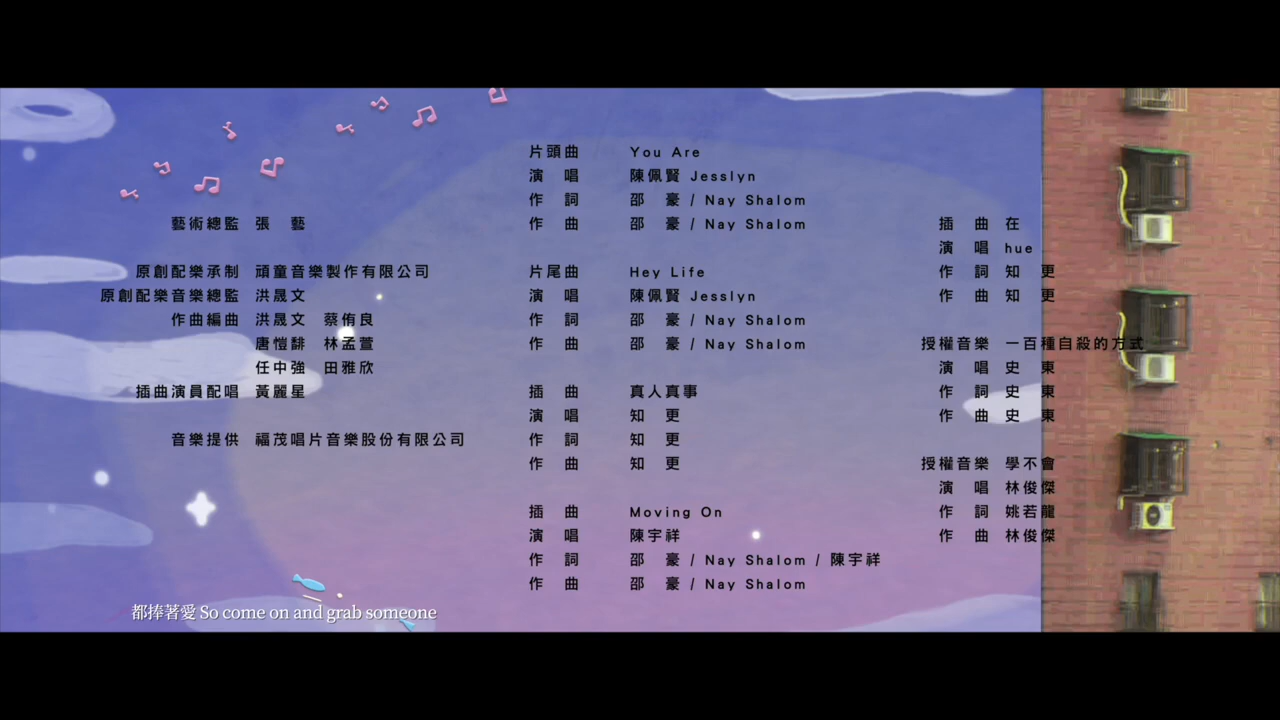 藝術總監 張 藝
原創配樂承制 頑童音樂製作有限公司
原創配樂音樂總監 洪晟文
作曲編曲 洪晟文 蔡侑良
唐愷馡 林孟萱
任中強 田雅欣
插曲演員配唱 黃麗星
音樂提供 福茂唱片音樂股份有限公司
片頭曲 You Are
演 唱 陳佩賢 Jesslyn
作 詞 邵 豪 / Nay Shalom
作 曲 邵 豪 / Nay Shalom
片尾曲 Hey Life
演 唱 陳佩賢 Jesslyn
作 詞 邵 豪 / Nay Shalom
作 曲 邵 豪 / Nay Shalom
插 曲 真人真事
演 唱 知 更
作 詞 知 更
作 曲 知 更
插 曲 Moving On
演 唱 陳宇祥
作 詞 邵 豪 / Nay Shalom / 陳宇祥
作 曲 邵 豪 / Nay Shalom
插 曲 在
演 唱 hue
作 詞 知 更
作 曲 知 更
授權音樂 一百種自殺的方式
演 唱 史 東
作 詞 史 東
作 曲 史 東
授權音樂 學不會
演 唱 林俊傑
作 詞 姚若龍
作 曲 林俊傑
都捧著愛 So come on and grab someone